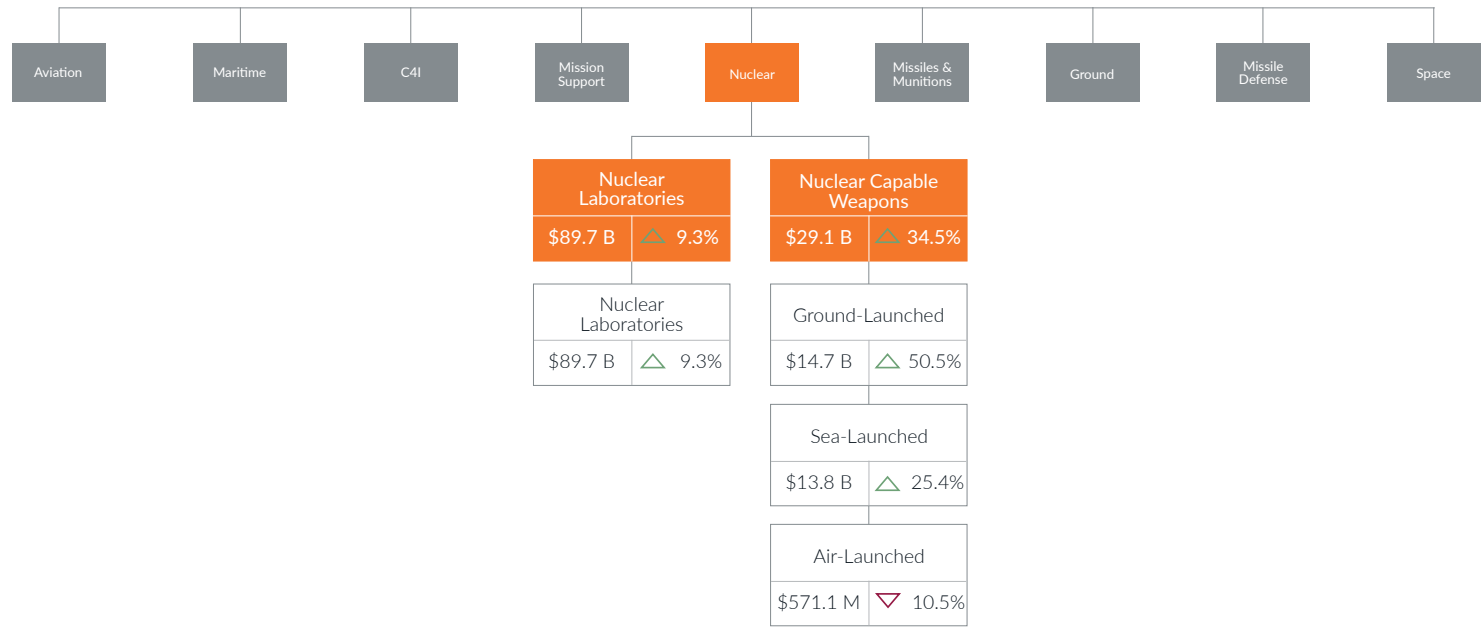 Aviation
Maritime
C4I
Mission
Support
Nuclear
Missiles &
Munitions
Ground
Missile
Defense
Space
Nuclear
Laboratories
$89.7 B
9.3%
Nuclear Capable
Weapons
$29.1 B
34.5%
Nuclear
Laboratories
$89.7 B
9.3%
Ground-Launched
$14.7 B
50.5%
Sea-Launched
$13.8 B
25.4%
Air-Launched
$571.1 M
10.5%